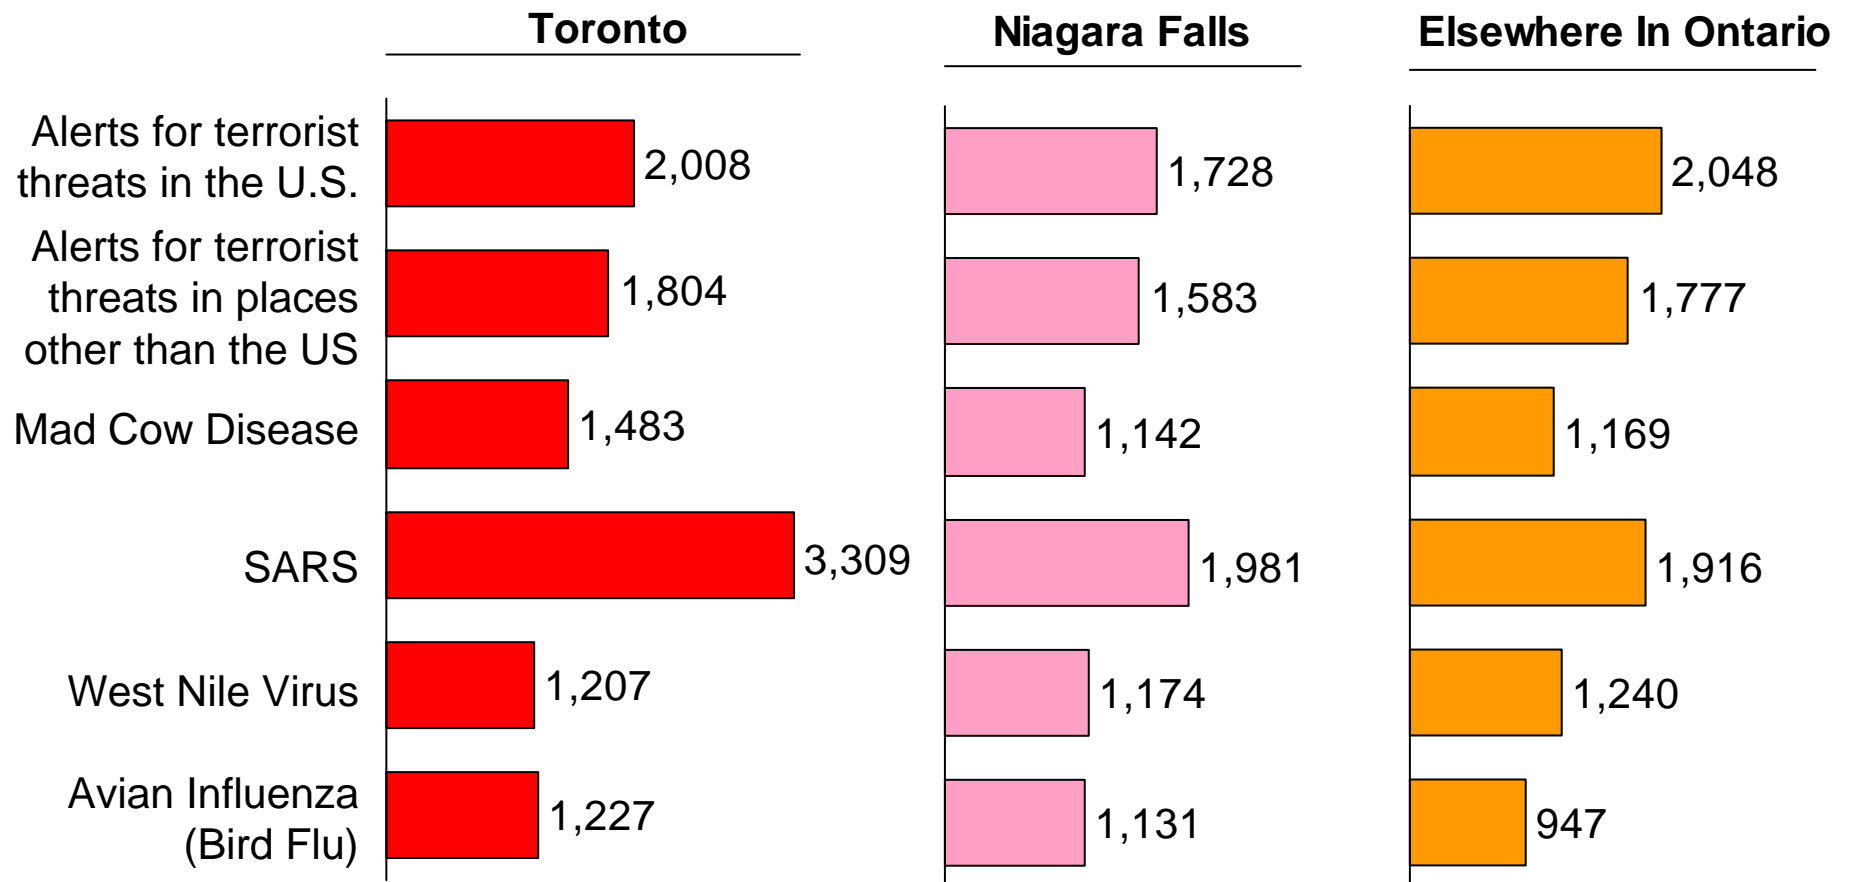 Toronto
Niagara Falls
Elsewhere In Ontario
Alerts for terrorist
threats in the U.S.
2,008
1,728
2,048
Alerts for terrorist
threats in places
other than the US
1,804
1,583
1,777
Mad Cow Disease
1,483
1,142
1,169
SARS
3,309
1,981
1,916
West Nile Virus
1,207
1,174
1,240
Avian Influenza
(Bird Flu)
1,227
1,131
947